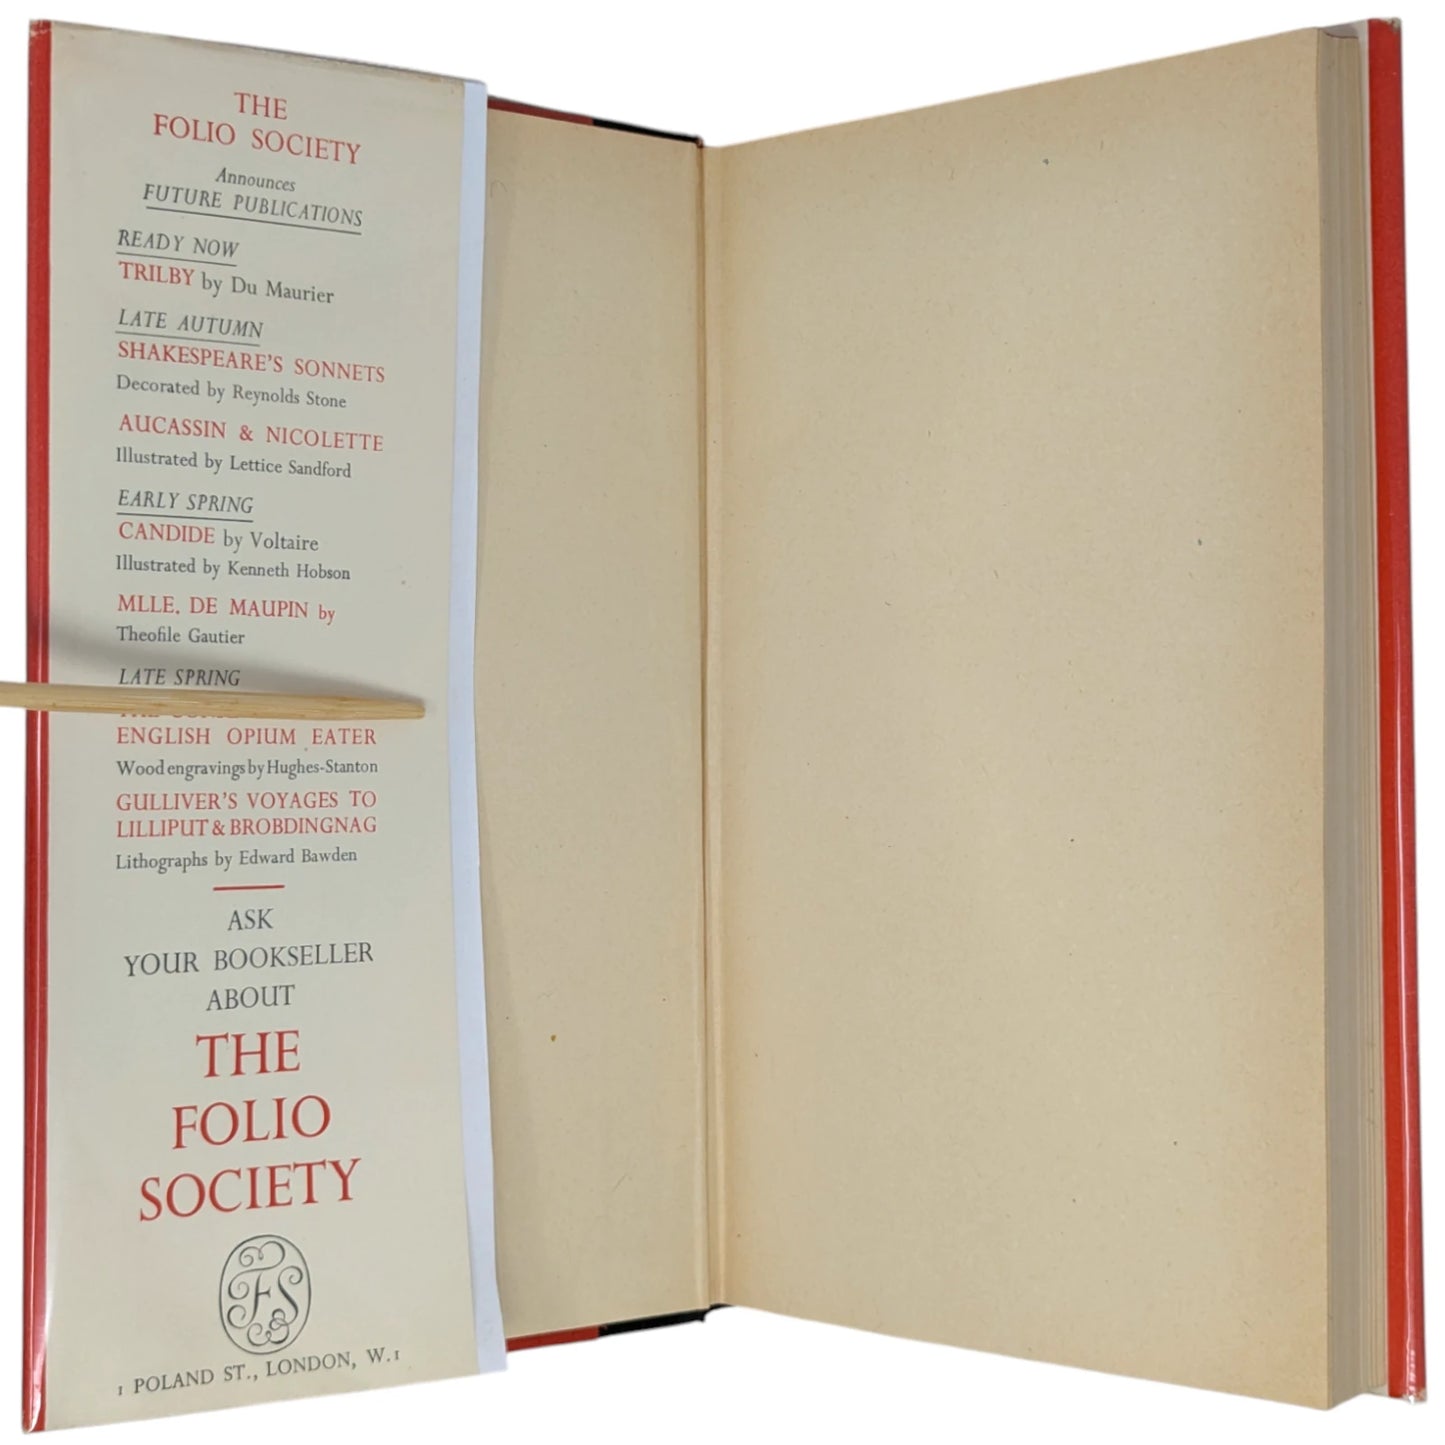 THE
FOLIO SOCIETY
Announces
FUTURE PUBLICATIONS
READY NOW
TRILBY by Du Maurier
LATE AUTUMN
SHAKESPEARE'S SONNETS
Decorated by Reynolds Stone
AUCASSIN & NICOLETTE
Illustrated by Lettice Sandford
EARLY SPRING
CANDIDE by Voltaire
Illustrated by Kenneth Hobson
MLLE. DE MAUPIN by
Theofile Gautier
LATE SPRING
ENGLISH OPIUM EATER
Wood engravings by Hughes-Stanton
GULLIVER'S VOYAGES TO
LILLIPUT & BROBDINGNAG
Lithographs by Edward Bawden
ASK
YOUR BOOKSELLER
ABOUT
THE
FOLIO
SOCIETY
FS
1 POLAND ST., LONDON, W.1